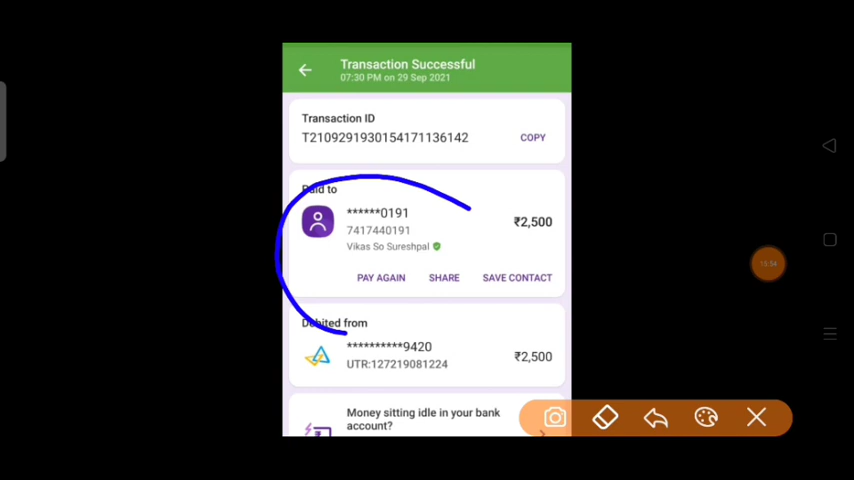 Transaction Successful
07:30 PM on 29 Sep 2021
Transaction ID
T2109291930154171136142
COPY
Paid to
******0191
₹2,500
7417440191
Vikas So Sureshpal
PAY AGAIN
SHARE
SAVE CONTACT
Debited from
**********9420
₹2,500
UTR:127219081224
Money sitting idle in your bank
account?